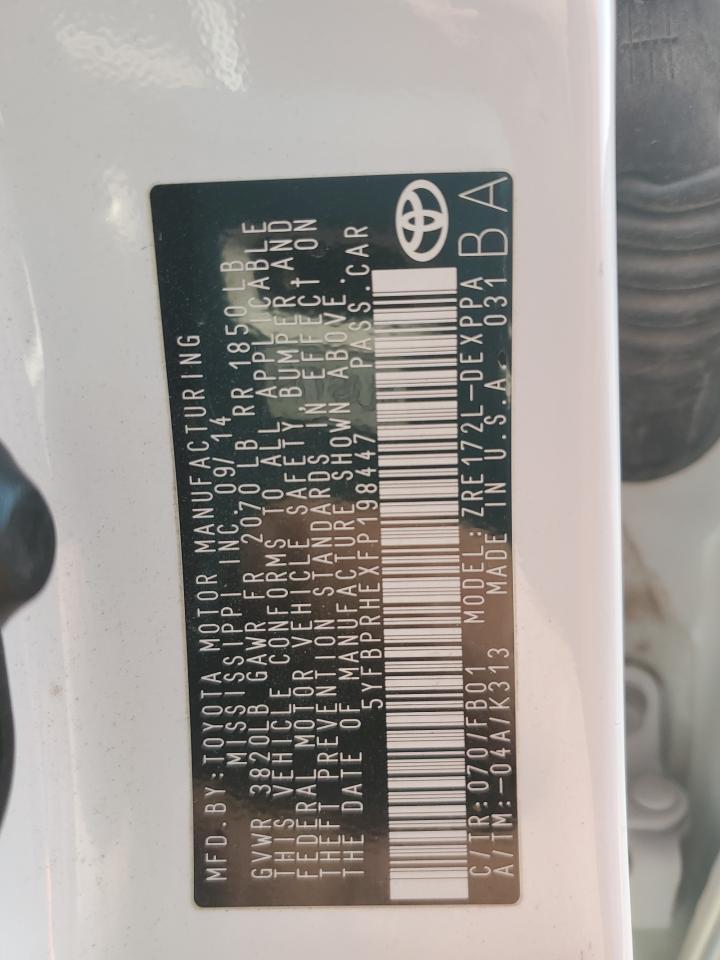 MFD.BY:TOYOTA MOTOR MANUFACTURING
MISSISSIPPI INC. 09/14
GVWR 3820LB GAWR FR 2070 LB RR 1850 LB
THIS VEHICLE CONFORMS TO ALL APPLICABLE
FEDERAL MOTOR VEHICLE SAFETY, BUMPER AND
THEFT PREVENTION STANDARDS IN EFFECT ON
THE DATE OF MANUFACTURE SHOWN ABOVE.
5YFBPRHEXFP198447 PASS.CAR
C/TR:070/FB01 MODEL:ZRE172L-DEXPPA
A/TM:-04A/K313 MADE IN U.S.A 031
BA